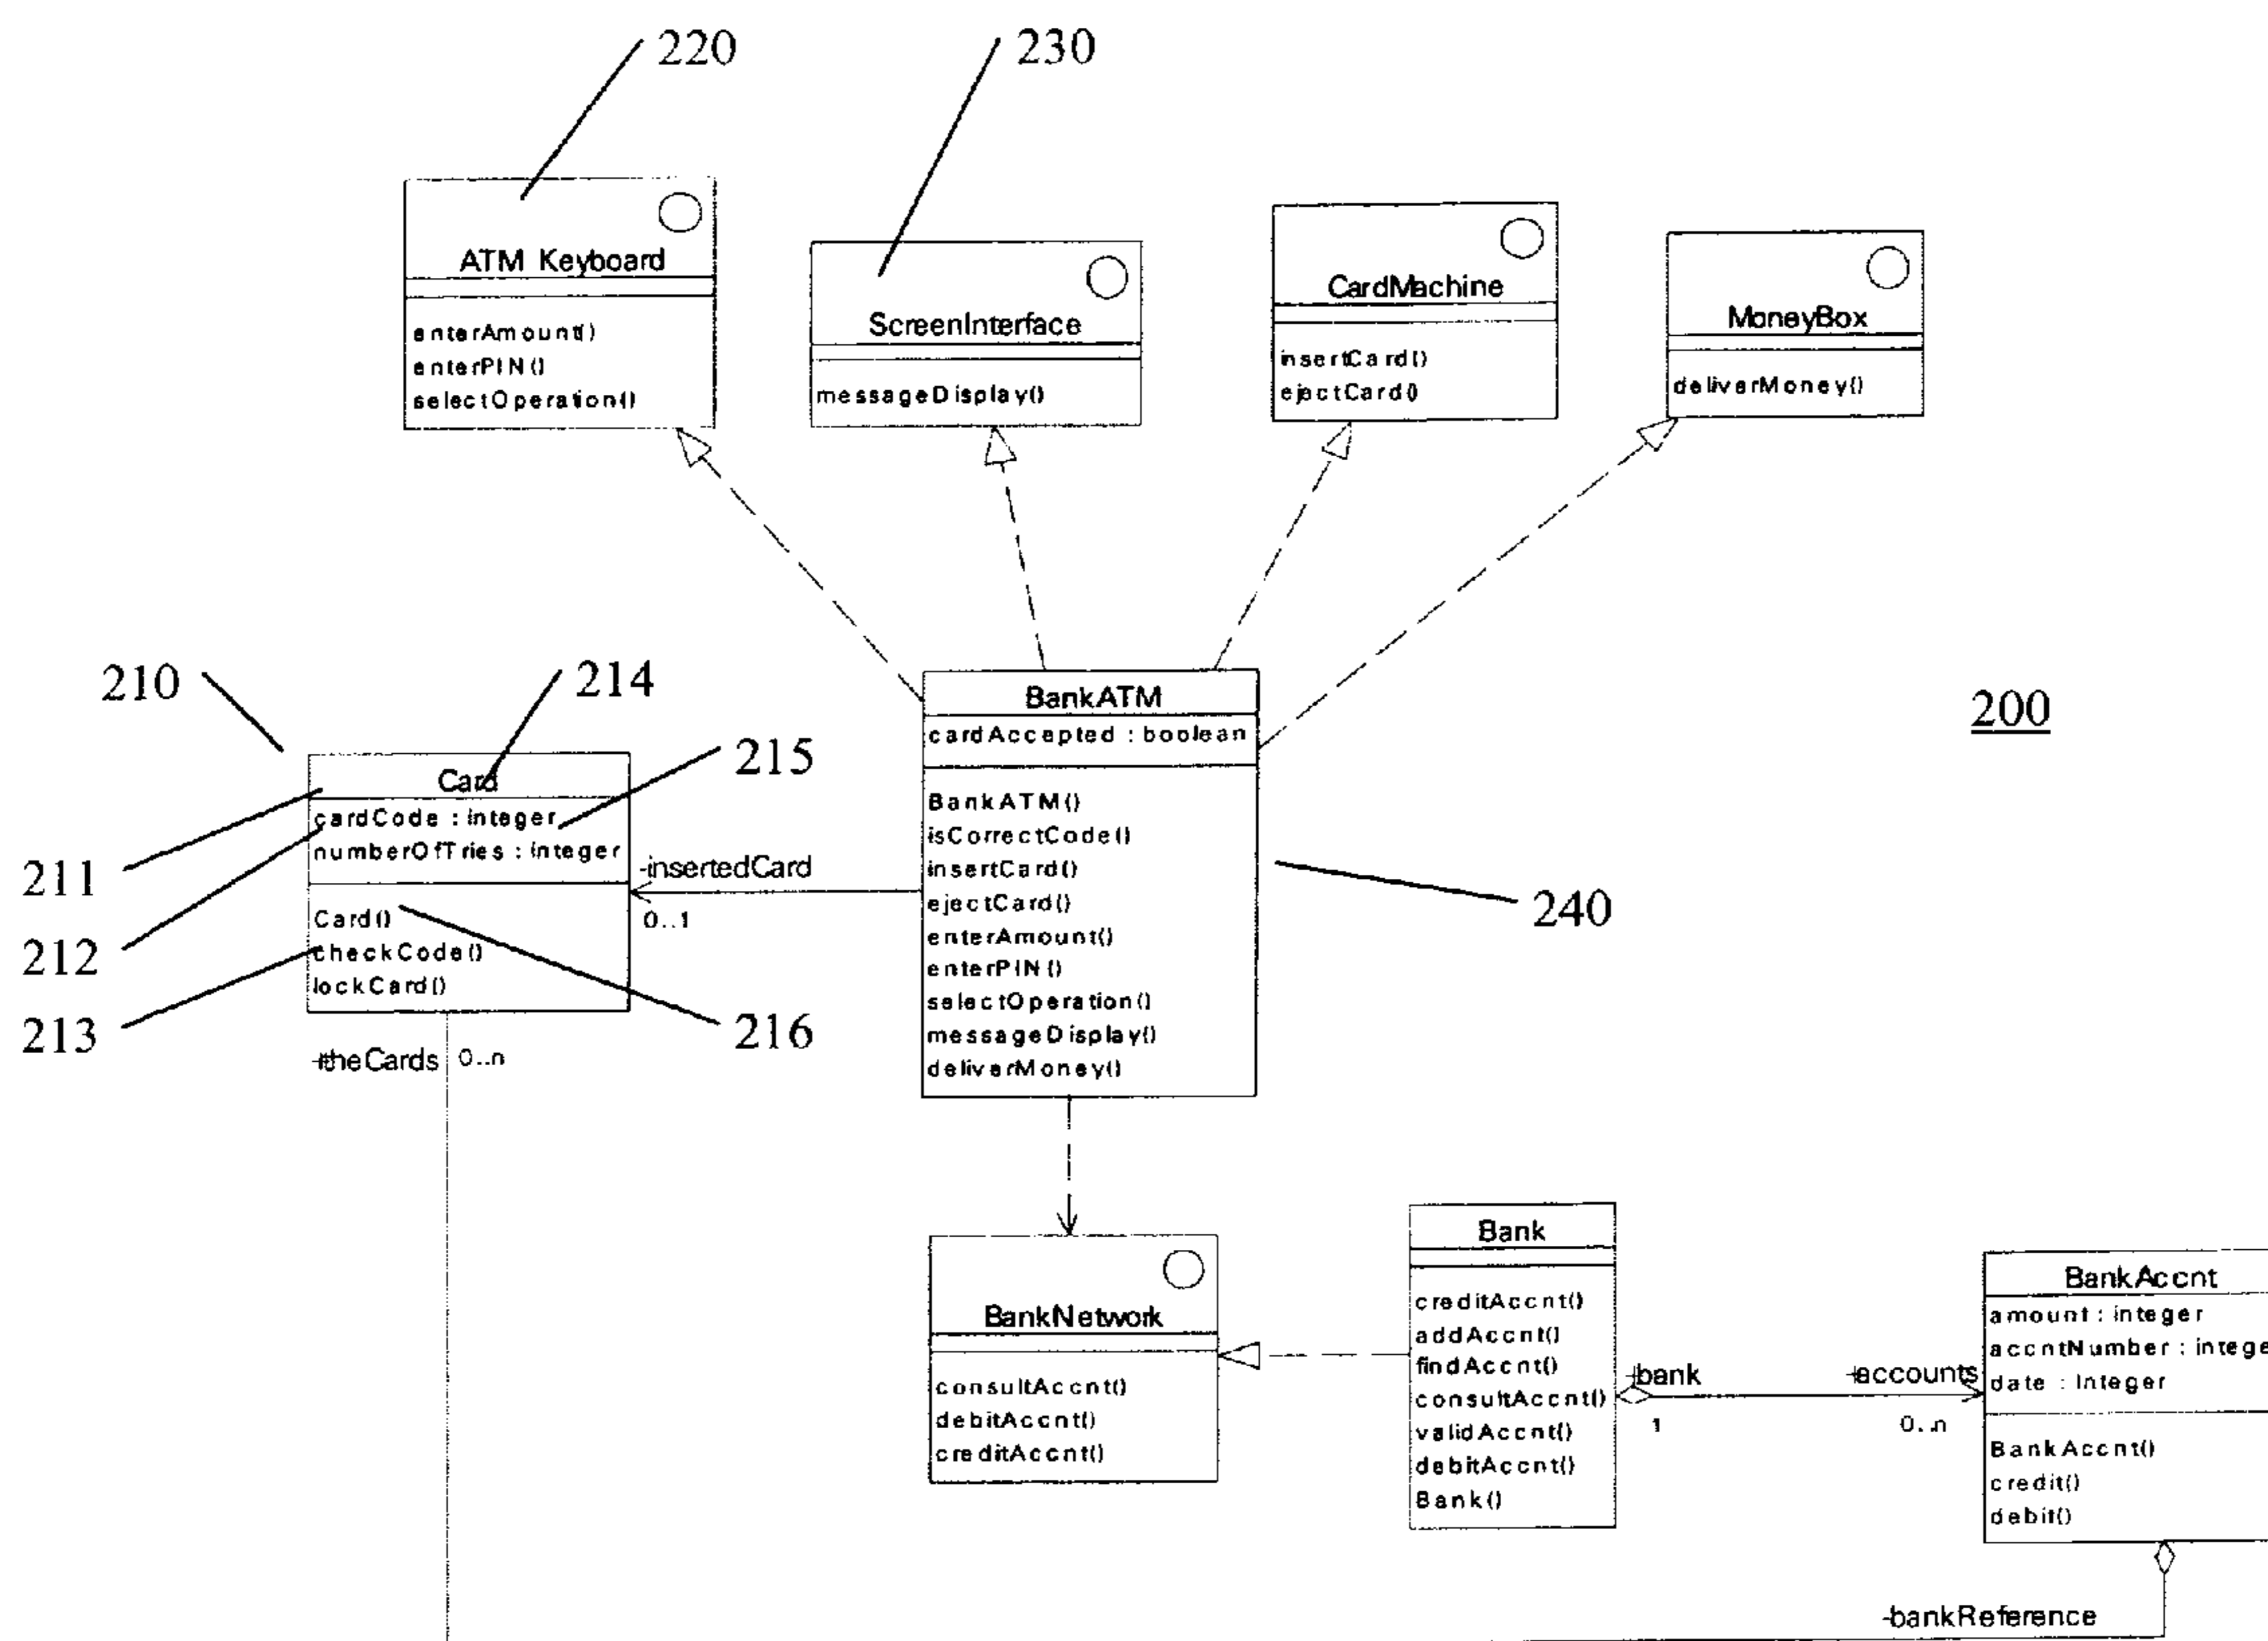 220
230
ATM Keyboard
enterAmount()
enterPIN()
selectOperation()
ScreenInterface
messageDisplay()
CardMachine
insertCard()
ejectCard()
MoneyBox
deliverMoney()
210
214
215
211
212
213
216
Card
cardCode : integer
numberOfTries : integer
Card()
checkCode()
lockCard()
-insertedCard
0..1
BankATM
cardAccepted : boolean
BankATM()
isCorrectCode()
insertCard()
ejectCard()
enterAmount()
enterPIN()
selectOperation()
messageDisplay()
deliverMoney()
200
240
+theCards 0..n
BankNetwork
consultAccnt()
debitAccnt()
creditAccnt()
Bank
creditAccnt()
addAccnt()
findAccnt()
consultAccnt()
validAccnt()
debitAccnt()
Bank()
+bank
1
+accounts
0..n
BankAccnt
amount : integer
accntNumber : intege
date : Integer
BankAccnt()
credit()
debit()
-bankReference